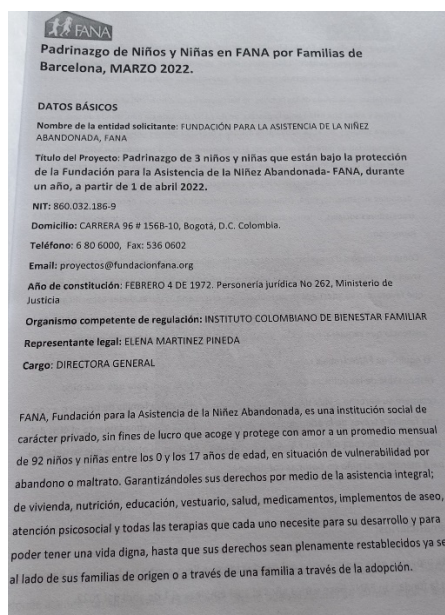 FANA
Padrinazgo de Niños y Niñas en FANA por Familias de
Barcelona, MARZO 2022.
DATOS BÁSICOS
Nombre de la entidad solicitante: FUNDACIÓN PARA LA ASISTENCIA DE LA NIÑEZ
ABANDONADA, FANA
Título del Proyecto: Padrinazgo de 3 niños y niñas que están bajo la protección
de la Fundación para la Asistencia de la Niñez Abandonada- FANA, durante
un año, a partir de 1 de abril 2022.
NIT: 860.032.186-9
Domicilio: CARRERA 96 # 156B-10, Bogotá, D.C. Colombia.
Teléfono: 6 80 6000, Fax: 536 0602
Email: proyectos@fundacionfana.org
Año de constitución: FEBRERO 4 DE 1972. Personería jurídica No 262, Ministerio de
Justicia
Organismo competente de regulación: INSTITUTO COLOMBIANO DE BIENESTAR FAMILIAR
Representante legal: ELENA MARTINEZ PINEDA
Cargo: DIRECTORA GENERAL
FANA, Fundación para la Asistencia de la Niñez Abandonada, es una institución social de
carácter privado, sin fines de lucro que acoge y protege con amor a un promedio mensual
de 92 niños y niñas entre los 0 y los 17 años de edad, en situación de vulnerabilidad por
abandono o maltrato. Garantizándoles sus derechos por medio de la asistencia integral;
de vivienda, nutrición, educación, vestuario, salud, medicamentos, implementos de aseo,
atención psicosocial y todas las terapias que cada uno necesite para su desarrollo y para
poder tener una vida digna, hasta que sus derechos sean plenamente restablecidos ya se
al lado de sus familias de origen o a través de una familia a través de la adopción.